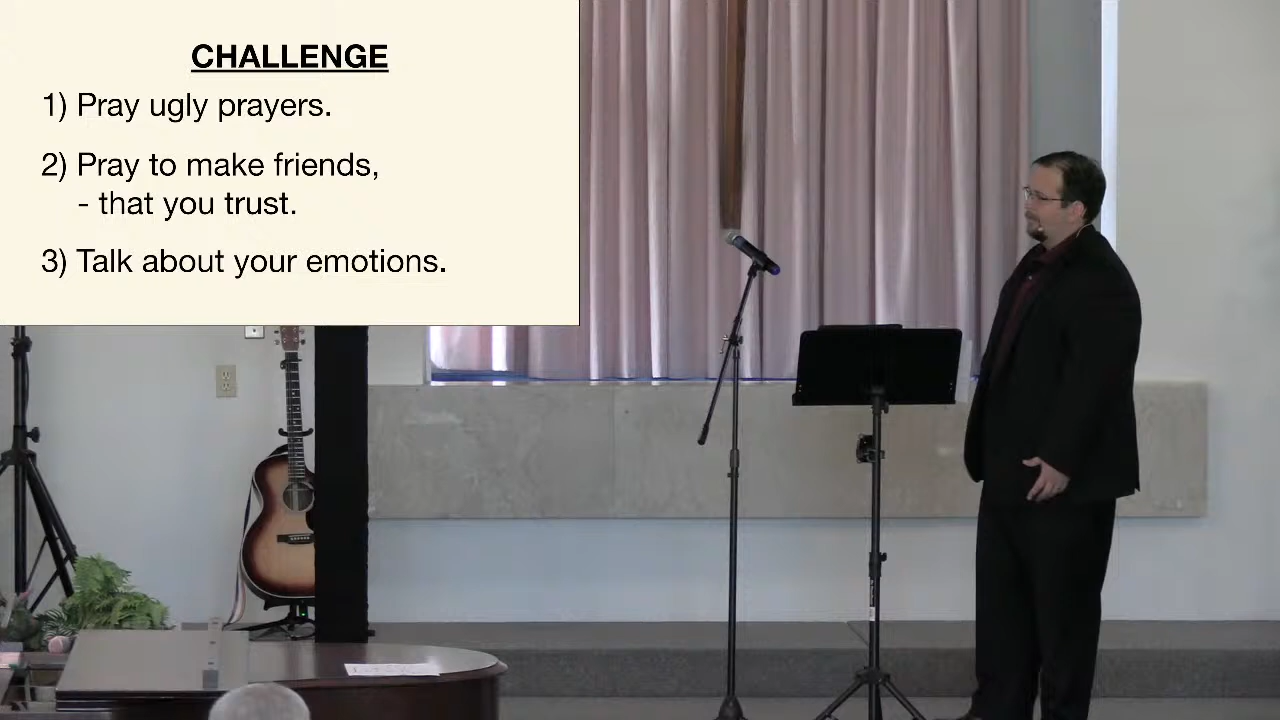 CHALLENGE
1) Pray ugly prayers.
2) Pray to make friends,
- that you trust.
3) Talk about your emotions.